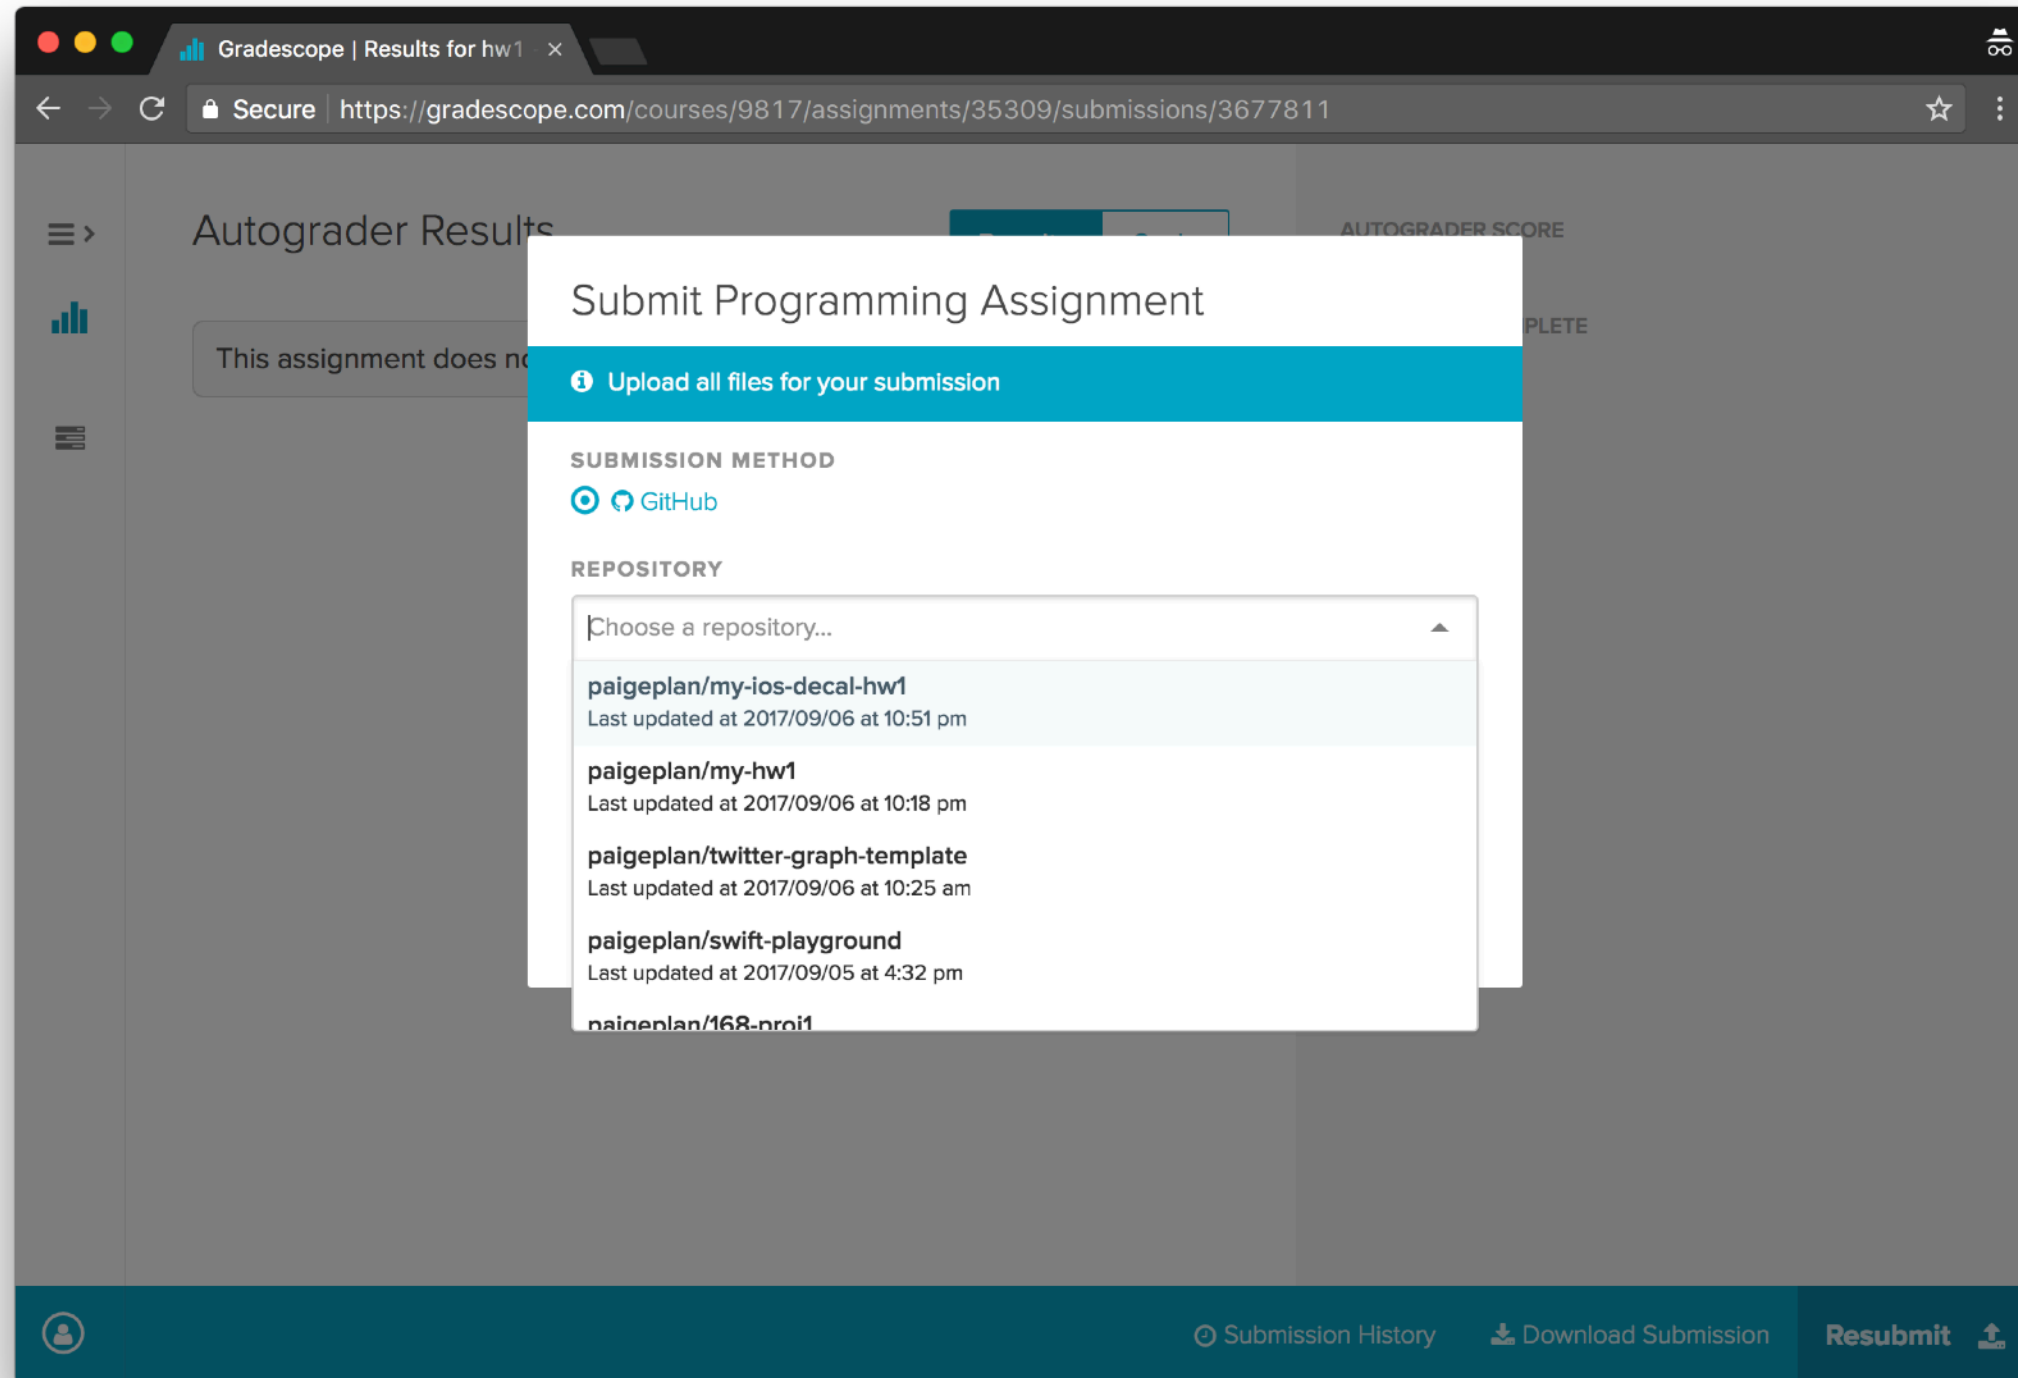 Gradescope | Results for hw1
Secure https://gradescope.com/courses/9817/assignments/35309/submissions/3677811
Autograder Results
AUTOGRADER SCORE
PLETE
This assignment does no
Submit Programming Assignment
Upload all files for your submission
SUBMISSION METHOD
GitHub
REPOSITORY
Choose a repository...
paigeplan/my-ios-decal-hw1
Last updated at 2017/09/06 at 10:51 pm
paigeplan/my-hw1
Last updated at 2017/09/06 at 10:18 pm
paigeplan/twitter-graph-template
Last updated at 2017/09/06 at 10:25 am
paigeplan/swift-playground
Last updated at 2017/09/05 at 4:32 pm
paigeplan/168-proj1
Submission History
Download Submission
Resubmit